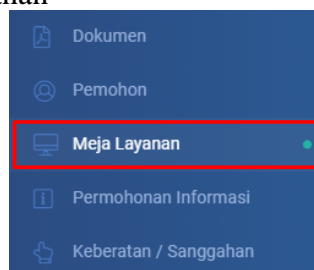 Dokumen
Pemohon
Meja Layanan
Permohonan Informasi
Keberatan / Sanggahan